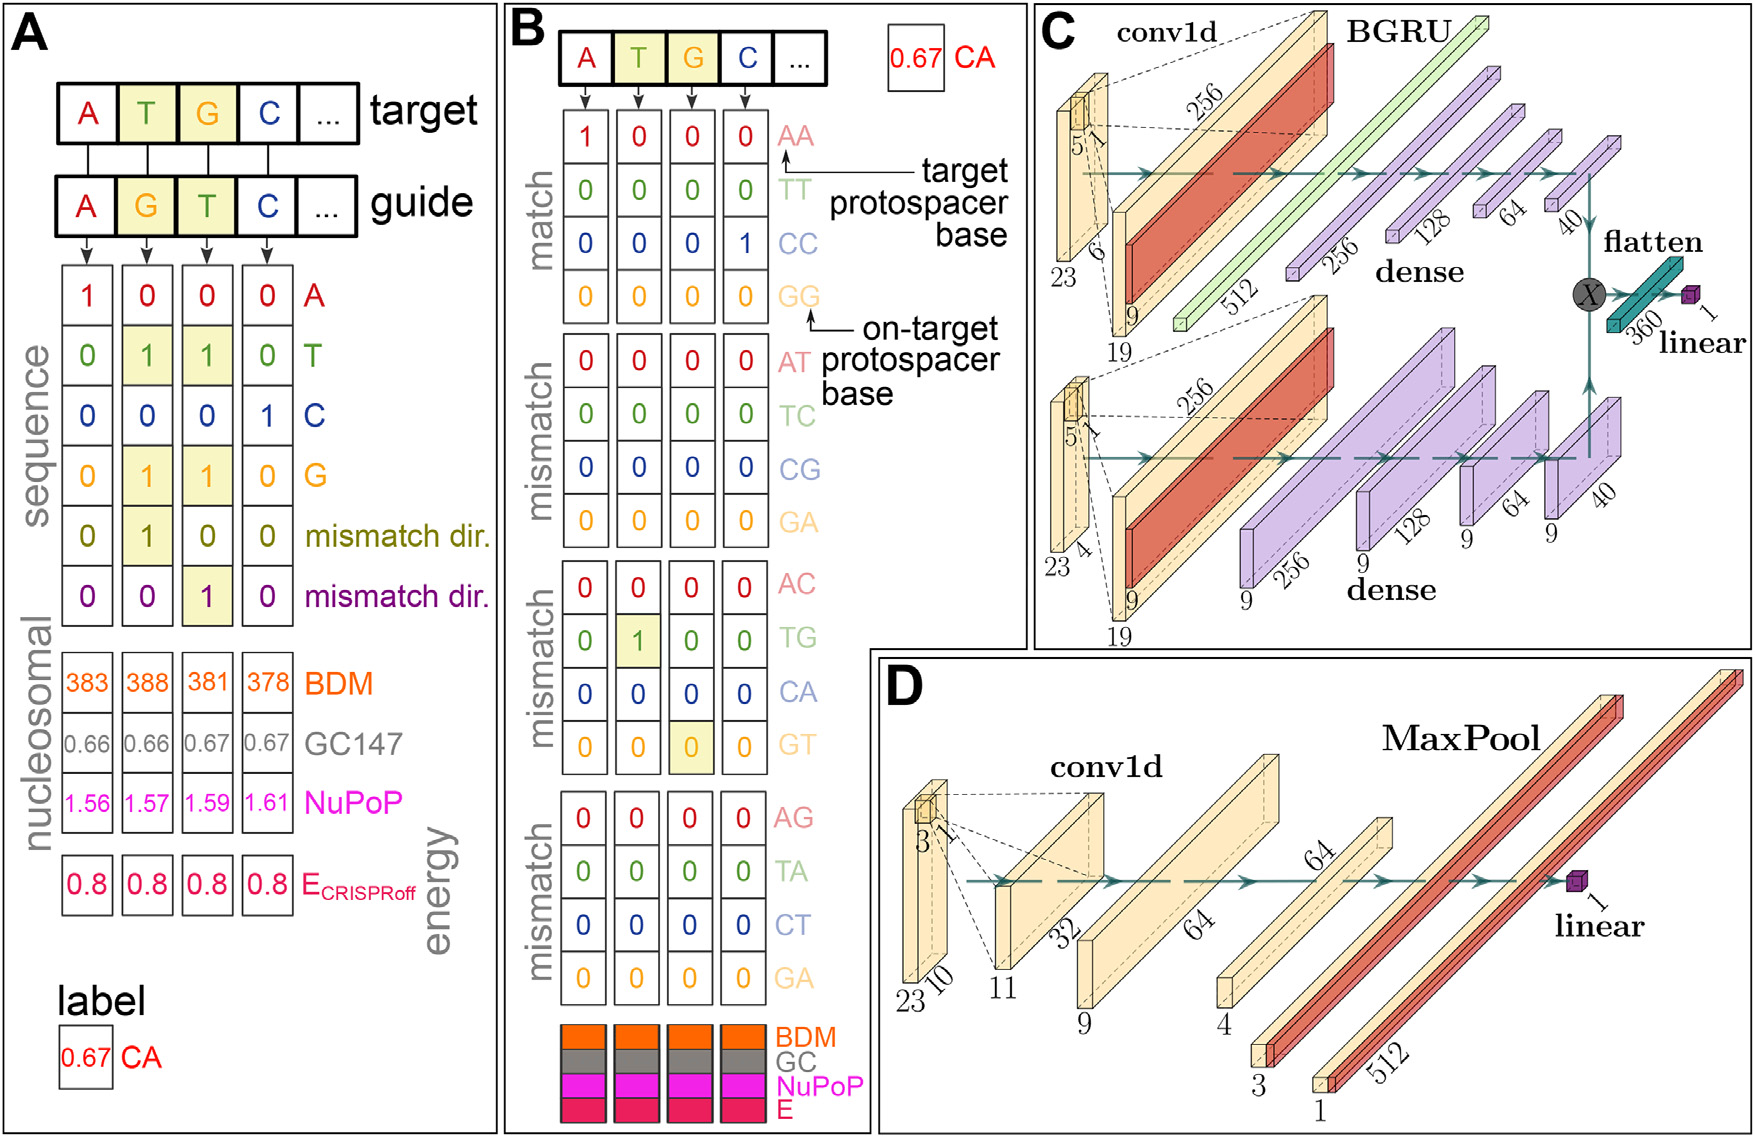 A
A T G C ... target
A G T C ... guide
1 0 0 0 A
0 1 1 0 T
0 0 0 1 C
0 1 1 0 G
0 1 0 0 mismatch dir.
0 0 1 0 mismatch dir.
sequence
383 388 381 378 BDM
0.66 0.66 0.67 0.67 GC147
1.56 1.57 1.59 1.61 NuPoP
nucleosomal
0.8 0.8 0.8 0.8 ECRISPRoff
energy
label
0.67 CA
B
A T G C ...
0.67 CA
1 0 0 0 AA
0 0 0 0 TT
0 0 0 1 CC
0 0 0 0 GG
match
target
protospacer
base
on-target
protospacer
base
0 0 0 0 AT
0 0 0 0 TC
0 0 0 0 CG
0 0 0 0 GA
mismatch
0 0 0 0 AC
0 1 0 0 TG
0 0 0 0 CA
0 0 0 0 GT
mismatch
0 0 0 0 AG
0 0 0 0 TA
0 0 0 0 CT
0 0 0 0 GA
mismatch
BDM
GC
NuPoP
E
C
conv1d
BGRU
5 1
23 6
256
9
19
512
256
128
64
40
dense
flatten
X
360
1
linear
5 1
23 4
256
9
19
9 256
9 128
9 64
9 40
dense
D
conv1d
MaxPool
3 1
23 10
11 32
9 64
4 64
3
1 512
1
linear